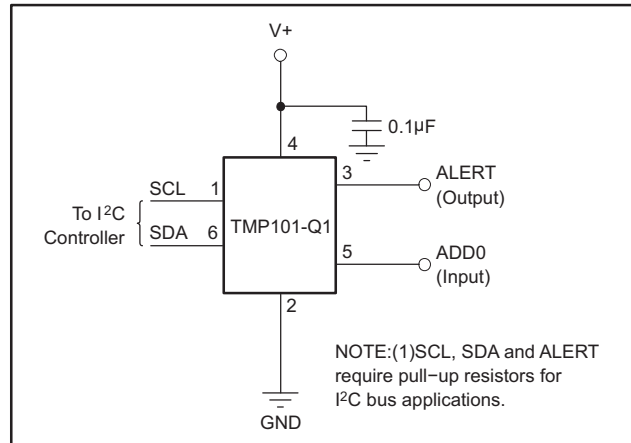 V+
0.1µF
4
3
ALERT
(Output)
SCL
1
To I²C
Controller
TMP101-Q1
SDA
6
5
ADD0
(Input)
2
NOTE:(1)SCL, SDA and ALERT
require pull−up resistors for
I²C bus applications.
GND